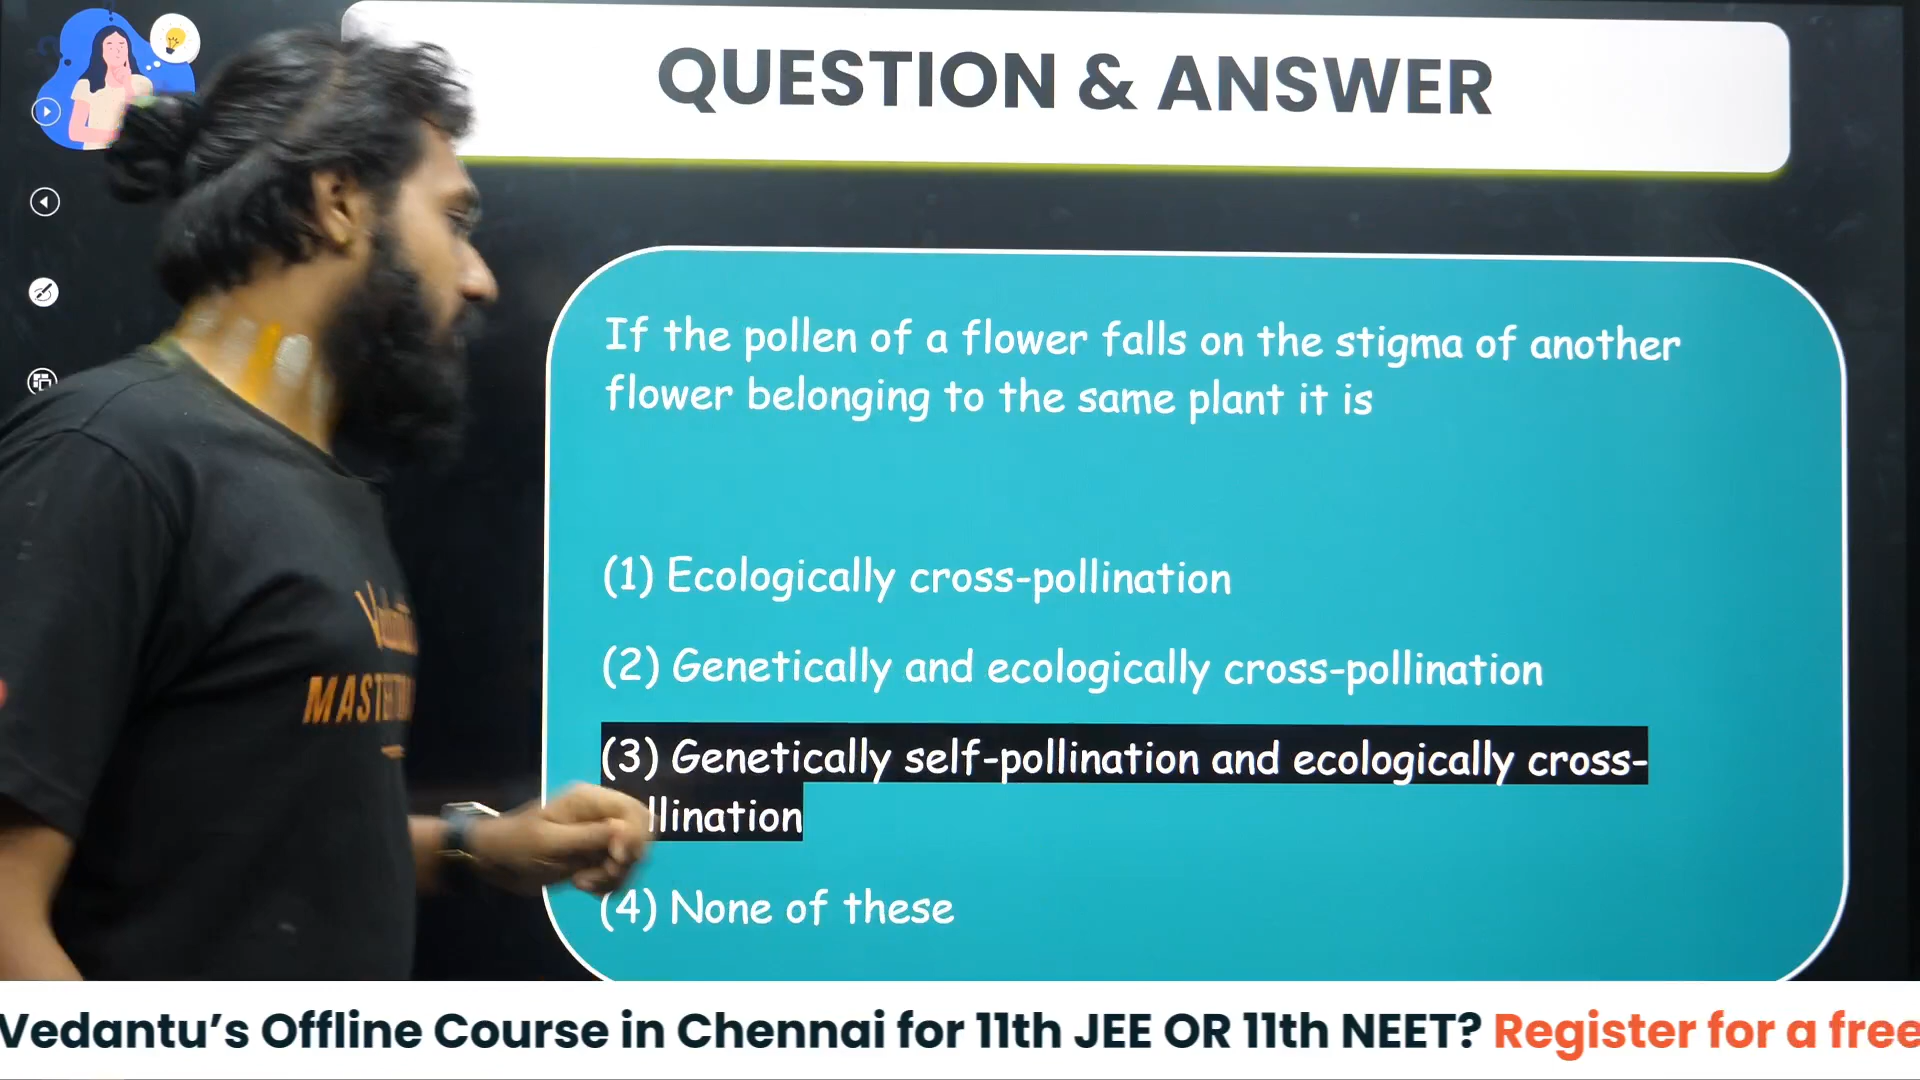 QUESTION & ANSWER
If the pollen of a flower falls on the stigma of another
flower belonging to the same plant it is
(1) Ecologically cross-pollination
(2) Genetically and ecologically cross-pollination
(3) Genetically self-pollination and ecologically cross-
llination
(4) None of these
Vedantu's Offline Course in Chennai for 11th JEE OR 11th NEET? Register for a free